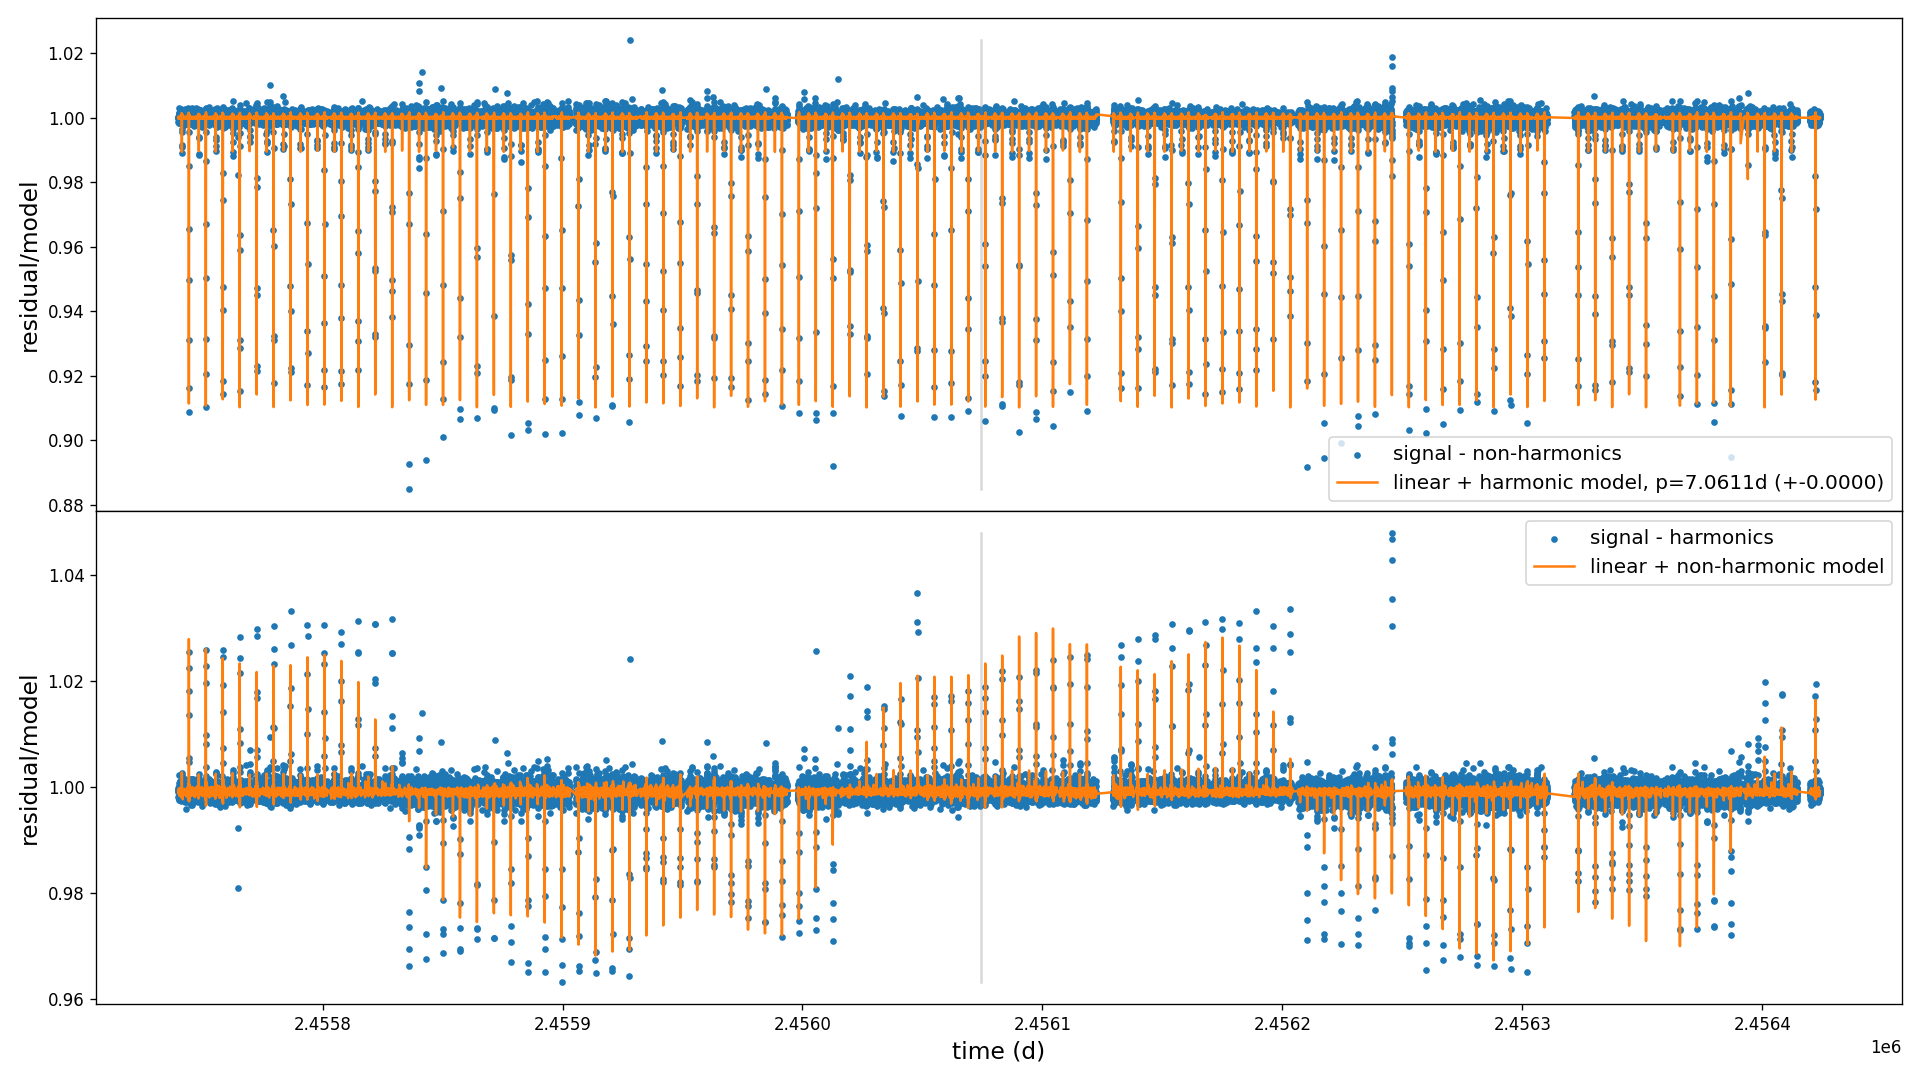 1.02
1.00
0.98
0.96
0.94
0.92
0.90
0.88
residual/model
signal - non-harmonics
linear + harmonic model, p=7.0611d (+-0.0000)
signal - harmonics
linear + non-harmonic model
1.04
1.02
1.00
0.98
0.96
residual/model
2.4558 2.4559 2.4560 2.4561 2.4562 2.4563 2.4564
1e6
time (d)